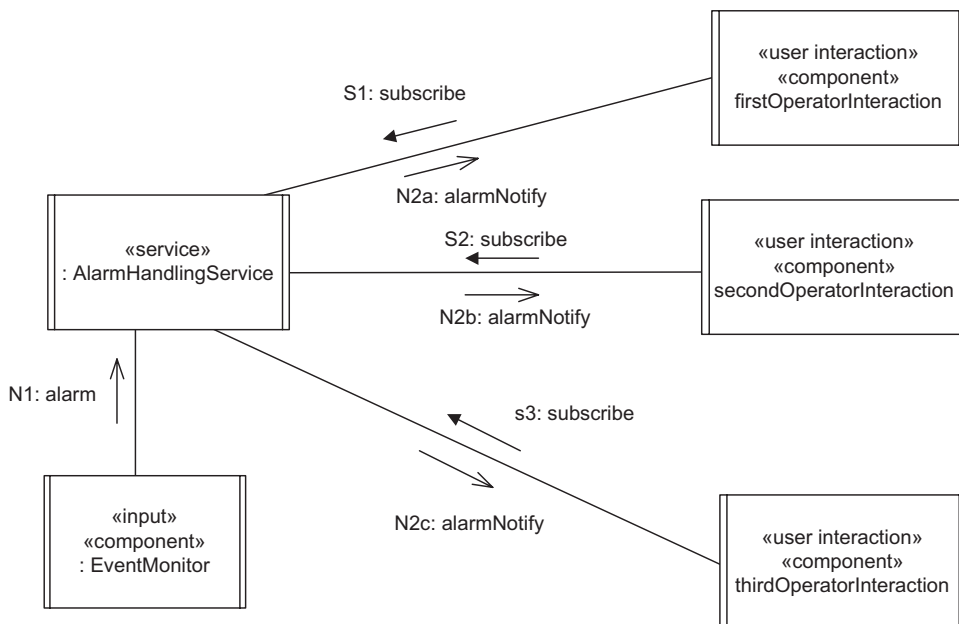 «user interaction»
«component»
firstOperatorInteraction
S1: subscribe
N2a: alarmNotify
«service»
: AlarmHandlingService
S2: subscribe
N2b: alarmNotify
«user interaction»
«component»
secondOperatorInteraction
N1: alarm
s3: subscribe
N2c: alarmNotify
«input»
«component»
: EventMonitor
«user interaction»
«component»
thirdOperatorInteraction